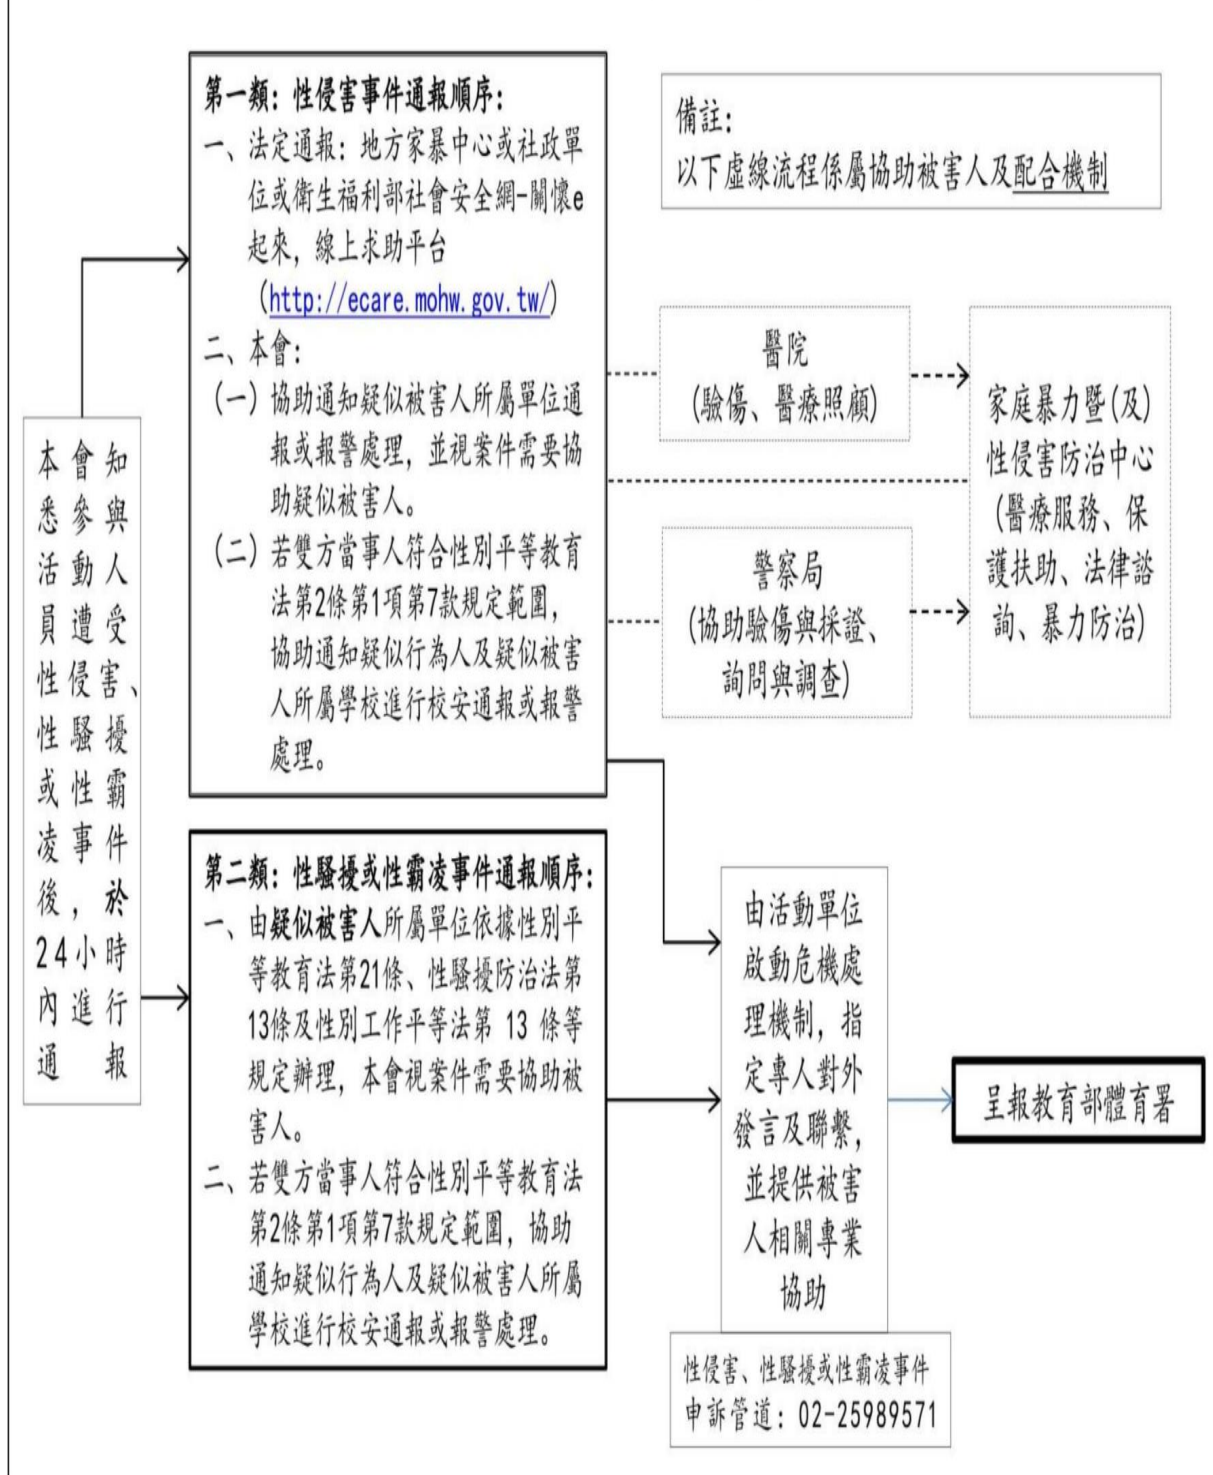 本會知
悉參與
活動人
員遭受
性侵害、
性騷擾
或性霸
凌事件
後，於
24小時
內進行
通報
第一類：性侵害事件通報順序：
一、法定通報：地方家暴中心或社政單
位或衛生福利部社會安全網-關懷e
起來，線上求助平台
（http://ecare.mohw.gov.tw/）
二、本會：
(一)協助通知疑似被害人所屬單位通
報或報警處理，並視案件需要協
助疑似被害人。
(二)若雙方當事人符合性別平等教育
法第2條第1項第7款規定範圍，
協助通知疑似行為人及疑似被害
人所屬學校進行校安通報或報警
處理。
第二類：性騷擾或性霸凌事件通報順序：
一、由疑似被害人所屬單位依據性別平
等教育法第21條、性騷擾防治法第
13條及性別工作平等法第 13 條等
規定辦理，本會視案件需要協助被
害人。
二、若雙方當事人符合性別平等教育法
第2條第1項第7款規定範圍，協助
通知疑似行為人及疑似被害人所屬
學校進行校安通報或報警處理。
備註：
以下虛線流程係屬協助被害人及配合機制
醫院
(驗傷、醫療照顧)
警察局
(協助驗傷與採證、
詢問與調查)
家庭暴力暨(及)
性侵害防治中心
(醫療服務、保
護扶助、法律諮
詢、暴力防治)
由活動單位
啟動危機處
理機制，指
定專人對外
發言及聯繫，
並提供被害
人相關專業
協助
呈報教育部體育署
性侵害、性騷擾或性霸凌事件
申訴管道：02-25989571